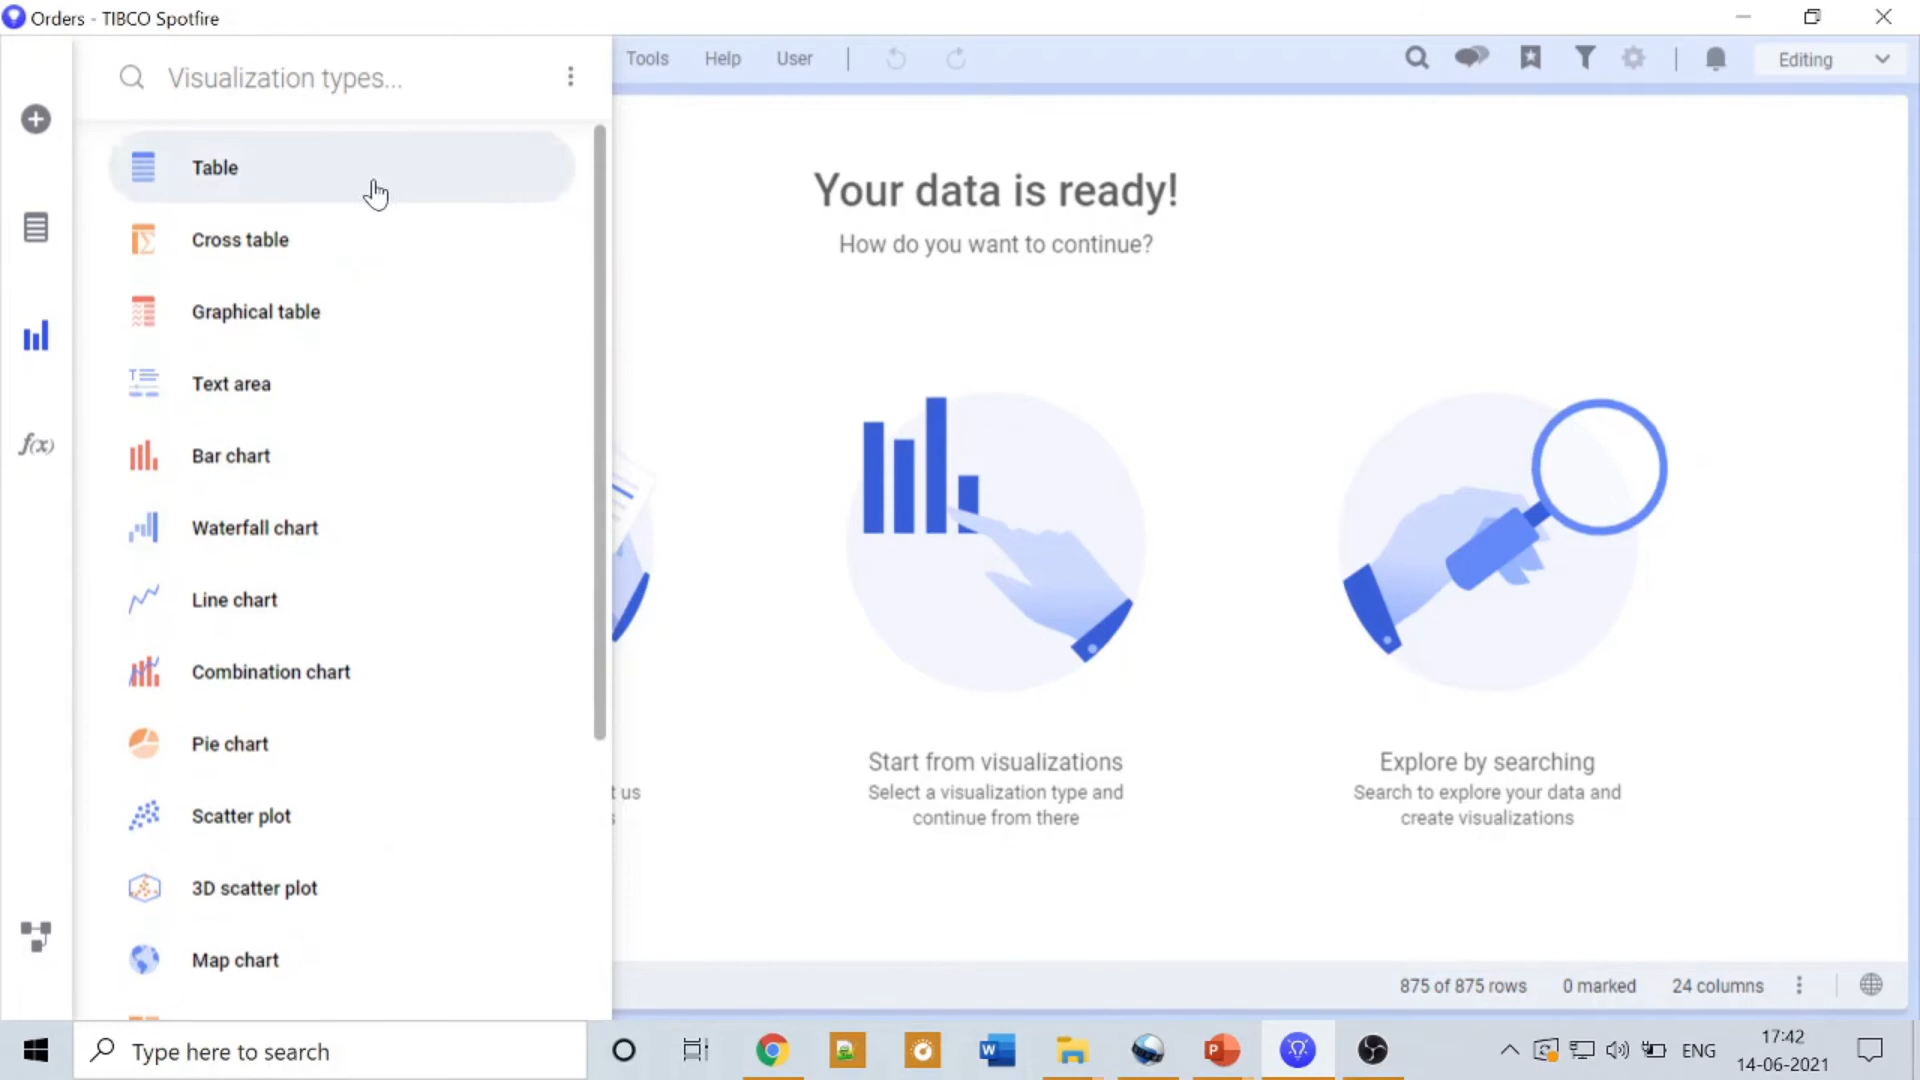 Orders - TIBCO Spotfire
Visualization types...
Tools
Help
User
Editing
Table
Cross table
Graphical table
Text area
Bar chart
Waterfall chart
Line chart
Combination chart
Pie chart
Scatter plot
3D scatter plot
Map chart
f(x)
Your data is ready!
How do you want to continue?
t us
s
Start from visualizations
Select a visualization type and
continue from there
Explore by searching
Search to explore your data and
create visualizations
875 of 875 rows
0 marked
24 columns
Type here to search
ENG
17:42
14-06-2021